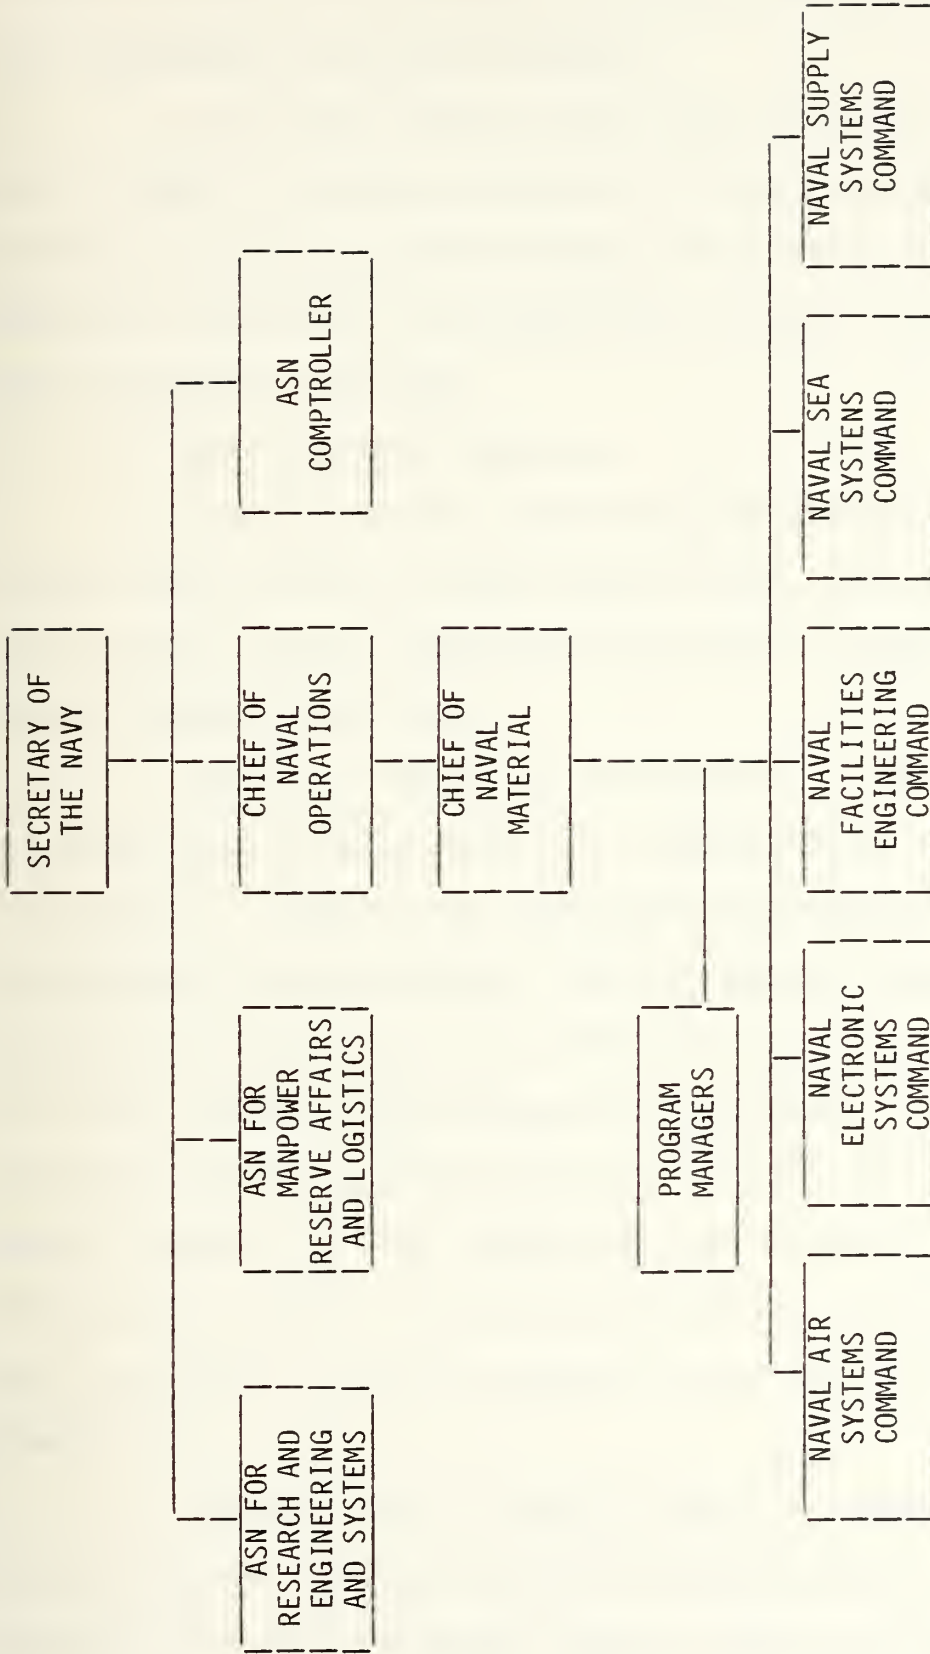 SECRETARY OF
THE NAVY
ASN FOR
RESEARCH AND
ENGINEERING
AND SYSTEMS
ASN FOR
MANPOWER
RESERVE AFFAIRS
AND LOGISTICS
CHIEF OF
NAVAL
OPERATIONS
ASN
COMPTROLLER
CHIEF OF
NAVAL
MATERIAL
PROGRAM
MANAGERS
NAVAL AIR
SYSTEMS
COMMAND
NAVAL
ELECTRONIC
SYSTEMS
COMMAND
NAVAL
FACILITIES
ENGINEERING
COMMAND
NAVAL SEA
SYSTENS
COMMAND
NAVAL SUPPLY
SYSTEMS
COMMAND